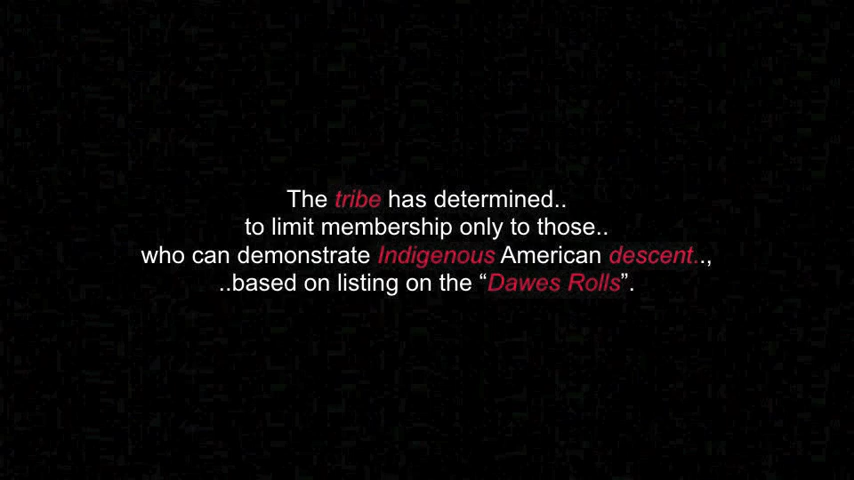 The tribe has determined..
to limit membership only to those..
who can demonstrate Indigenous American descent..,
..based on listing on the “Dawes Rolls”.